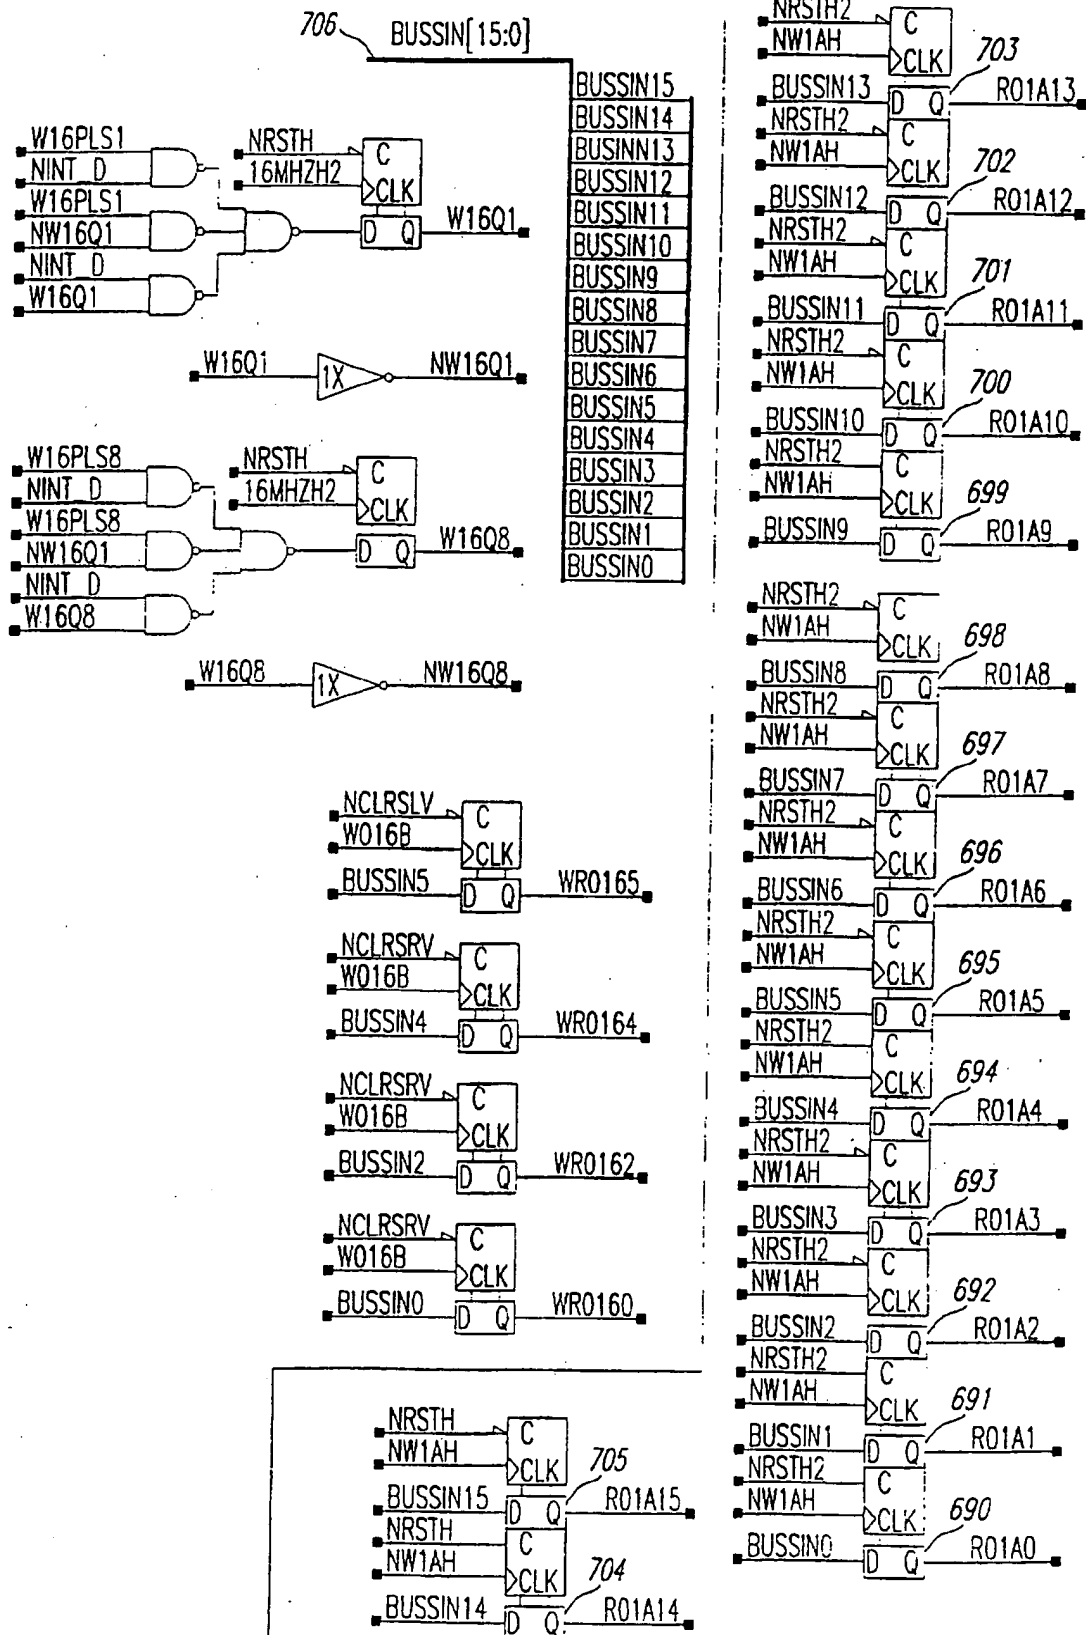 706
BUSSIN[15:0]
BUSSIN15
BUSSIN14
BUSINN13
BUSSIN12
BUSSIN11
BUSSIN10
BUSSIN9
BUSSIN8
BUSSIN7
BUSSIN6
BUSSIN5
BUSSIN4
BUSSIN3
BUSSIN2
BUSSIN1
BUSSIN0
W16PLS1
NINT_D
W16PLS1
NW16Q1
NINT_D
W16Q1
NRSTH
C
16MHZH2
CLK
D Q
W16Q1
W16Q1
1X
NW16Q1
W16PLS8
NINT_D
W16PLS8
NW16Q1
NINT_D
W16Q8
NRSTH
C
16MHZH2
CLK
D Q
W16Q8
W16Q8
1X
NW16Q8
NCLRSLV
C
W016B
CLK
BUSSIN5
D Q
WR0165
NCLRSRV
C
W016B
CLK
BUSSIN4
D Q
WR0164
NCLRSRV
C
W016B
CLK
BUSSIN2
D Q
WR0162
NCLRSRV
C
W016B
CLK
BUSSIN0
D Q
WR0160
NRSTH
C
NW1AH
CLK
705
BUSSIN15
D Q
R01A15
NRSTH
C
NW1AH
CLK
704
BUSSIN14
D Q
R01A14
NRSTH2
C
NW1AH
CLK
703
BUSSIN13
D Q
R01A13
NRSTH2
C
NW1AH
CLK
702
BUSSIN12
D Q
R01A12
NRSTH2
C
NW1AH
CLK
701
BUSSIN11
D Q
R01A11
NRSTH2
C
NW1AH
CLK
700
BUSSIN10
D Q
R01A10
NRSTH2
C
NW1AH
CLK
699
BUSSIN9
D Q
R01A9
NRSTH2
C
NW1AH
CLK
698
BUSSIN8
D Q
R01A8
NRSTH2
C
NW1AH
CLK
697
BUSSIN7
D Q
R01A7
NRSTH2
C
NW1AH
CLK
696
BUSSIN6
D Q
R01A6
NRSTH2
C
NW1AH
CLK
695
BUSSIN5
D Q
R01A5
NRSTH2
C
NW1AH
CLK
694
BUSSIN4
D Q
R01A4
NRSTH2
C
NW1AH
CLK
693
BUSSIN3
D Q
R01A3
NRSTH2
C
NW1AH
CLK
692
BUSSIN2
D Q
R01A2
NRSTH2
C
NW1AH
CLK
691
BUSSIN1
D Q
R01A1
NRSTH2
C
NW1AH
CLK
690
BUSSIN0
D Q
R01A0